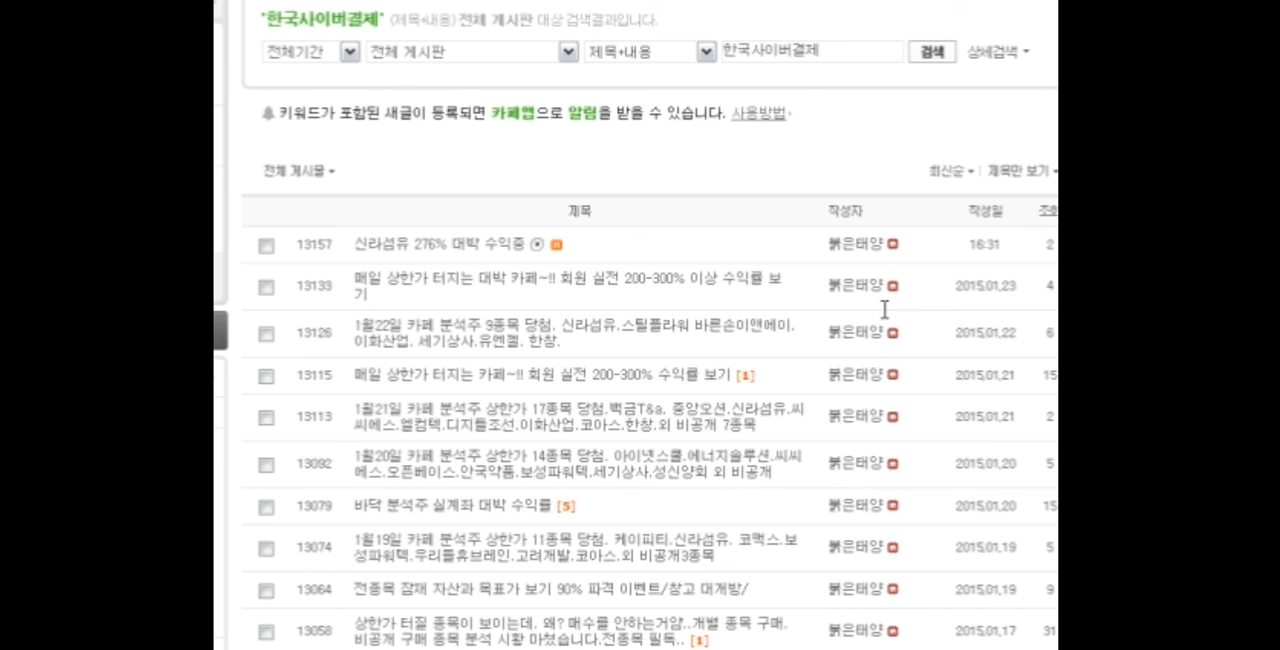 "한국사이버결제" (제목+내용) 전체 게시판 대상 검색결과입니다.
전체기간 전체 게시판 제목+내용 한국사이버결제 검색 상세검색
키워드가 포함된 새글이 등록되면 카페앱으로 알림을 받을 수 있습니다. 사용방법
전체 게시물 최신순 | 제목만 보기
제목 작성자 작성일 조회
13157 신라섬유 276% 대박 수익중 붉은태양 16:31 2
13133 매일 상한가 터지는 대박 카페~!! 회원 실전 200-300% 이상 수익률 보
기 붉은태양 2015.01.23 4
13126 1월22일 카페 분석주 9종목 당첨. 신라섬유.스틸플라워 바른손이앤에이.
이화산업. 세기상사.유엔젤. 한창. 붉은태양 2015.01.22 6
13115 매일 상한가 터지는 카페~!! 회원 실전 200-300% 수익률 보기 [1] 붉은태양 2015.01.21 15
13113 1월21일 카페 분석주 상한가 17종목 당첨.백금T&a. 중앙오션.신라섬유.씨
씨에스.엘컴텍.디지틀조선.이화산업.코아스.한창.외 비공개 7종목 붉은태양 2015.01.21 2
13092 1월20일 카페 분석주 상한가 14종목 당첨. 아이넷스쿨.에너지솔루션.씨씨
에스.오픈베이스.안국약품.보성파워텍.세기상사.성신양회 외 비공개 붉은태양 2015.01.20 5
13079 바닥 분석주 실계좌 대박 수익률 [5] 붉은태양 2015.01.20 15
13074 1월19일 카페 분석주 상한가 11종목 당첨. 케이피티.신라섬유. 코맥스.보
성파워텍.우리들휴브레인.고려개발.코아스.외 비공개3종목 붉은태양 2015.01.19 5
13064 전종목 잠재 자산과 목표가 보기 90% 파격 이벤트/창고 대개방/ 붉은태양 2015.01.19 9
13058 상한가 터질 종목이 보이는데. 왜? 매수를 안하는거얌..개별 종목 구매.
비공개 구매 종목 분석 시황 마쳤습니다.전종목 필독.. [1] 붉은태양 2015.01.17 31